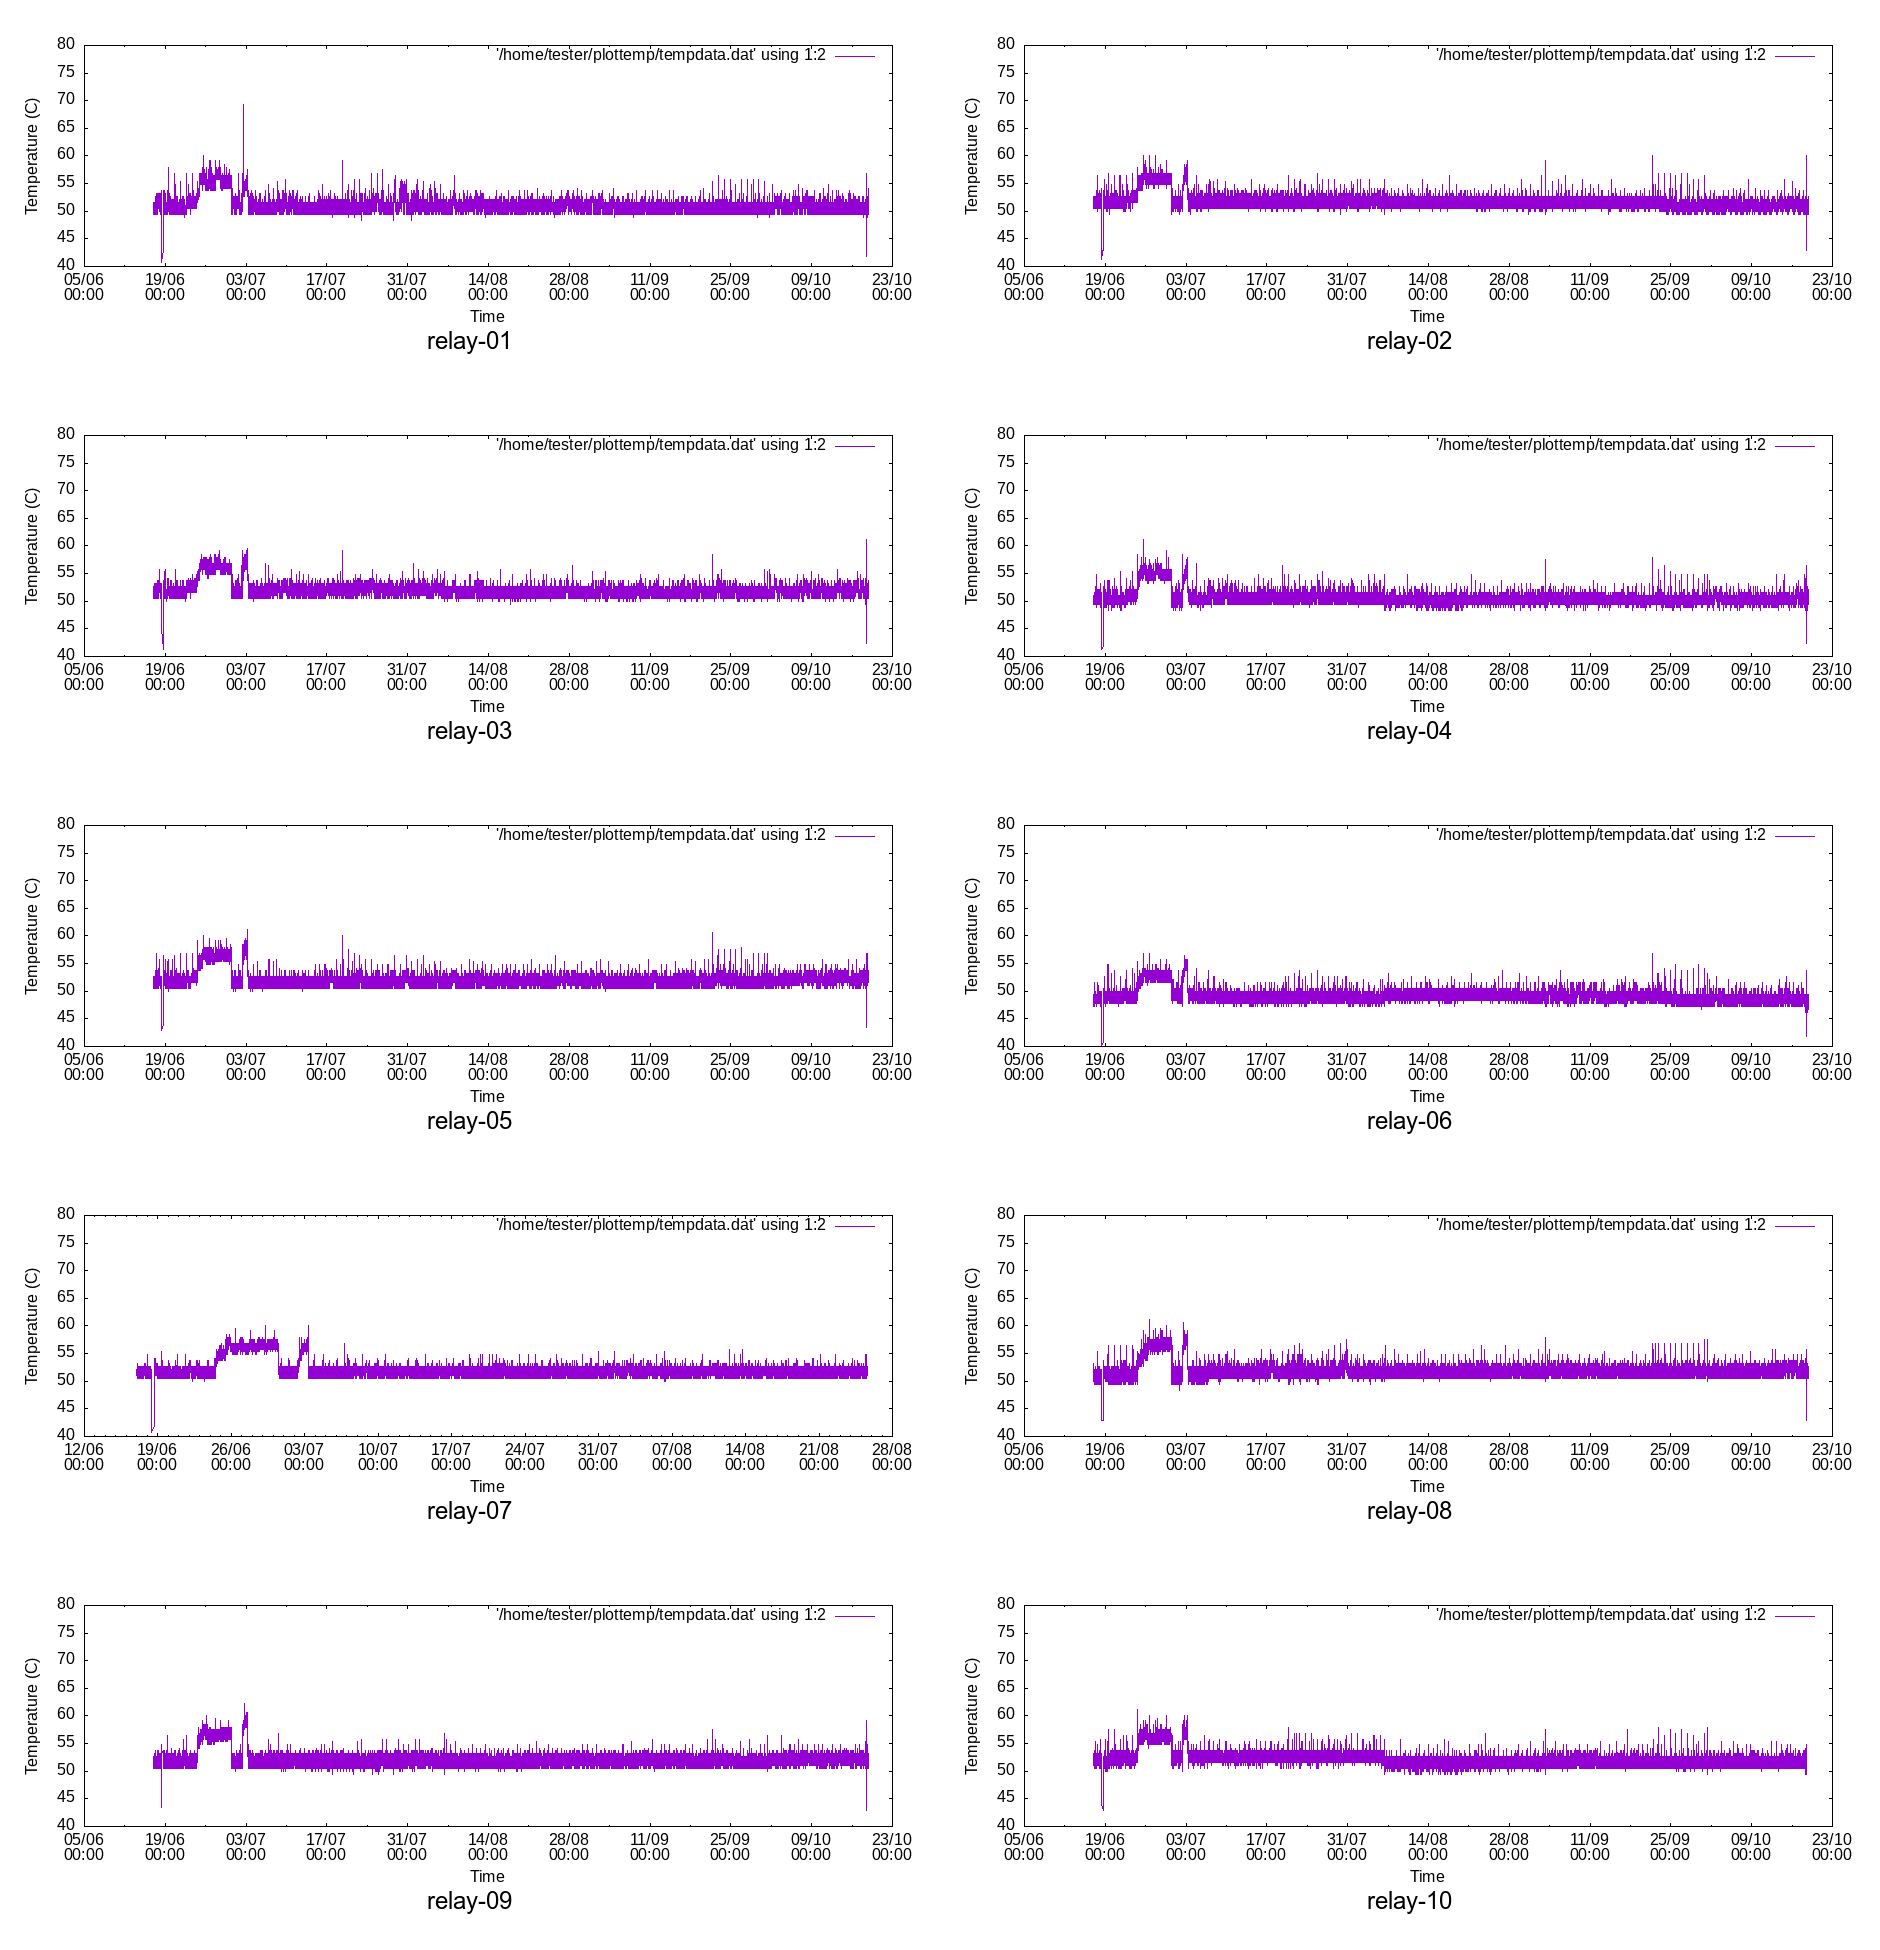 '/home/tester/plottemp/tempdata.dat' using 1:2
80
75
70
65
60
55
50
45
40
Temperature (C)
05/06 19/06 03/07 17/07 31/07 14/08 28/08 11/09 25/09 09/10 23/10
00:00 00:00 00:00 00:00 00:00 00:00 00:00 00:00 00:00 00:00 00:00
Time
relay-01
'/home/tester/plottemp/tempdata.dat' using 1:2
80
75
70
65
60
55
50
45
40
Temperature (C)
05/06 19/06 03/07 17/07 31/07 14/08 28/08 11/09 25/09 09/10 23/10
00:00 00:00 00:00 00:00 00:00 00:00 00:00 00:00 00:00 00:00 00:00
Time
relay-02
'/home/tester/plottemp/tempdata.dat' using 1:2
80
75
70
65
60
55
50
45
40
Temperature (C)
05/06 19/06 03/07 17/07 31/07 14/08 28/08 11/09 25/09 09/10 23/10
00:00 00:00 00:00 00:00 00:00 00:00 00:00 00:00 00:00 00:00 00:00
Time
relay-03
'/home/tester/plottemp/tempdata.dat' using 1:2
80
75
70
65
60
55
50
45
40
Temperature (C)
05/06 19/06 03/07 17/07 31/07 14/08 28/08 11/09 25/09 09/10 23/10
00:00 00:00 00:00 00:00 00:00 00:00 00:00 00:00 00:00 00:00 00:00
Time
relay-04
'/home/tester/plottemp/tempdata.dat' using 1:2
80
75
70
65
60
55
50
45
40
Temperature (C)
05/06 19/06 03/07 17/07 31/07 14/08 28/08 11/09 25/09 09/10 23/10
00:00 00:00 00:00 00:00 00:00 00:00 00:00 00:00 00:00 00:00 00:00
Time
relay-05
'/home/tester/plottemp/tempdata.dat' using 1:2
80
75
70
65
60
55
50
45
40
Temperature (C)
05/06 19/06 03/07 17/07 31/07 14/08 28/08 11/09 25/09 09/10 23/10
00:00 00:00 00:00 00:00 00:00 00:00 00:00 00:00 00:00 00:00 00:00
Time
relay-06
'/home/tester/plottemp/tempdata.dat' using 1:2
80
75
70
65
60
55
50
45
40
Temperature (C)
12/06 19/06 26/06 03/07 10/07 17/07 24/07 31/07 07/08 14/08 21/08 28/08
00:00 00:00 00:00 00:00 00:00 00:00 00:00 00:00 00:00 00:00 00:00 00:00
Time
relay-07
'/home/tester/plottemp/tempdata.dat' using 1:2
80
75
70
65
60
55
50
45
40
Temperature (C)
05/06 19/06 03/07 17/07 31/07 14/08 28/08 11/09 25/09 09/10 23/10
00:00 00:00 00:00 00:00 00:00 00:00 00:00 00:00 00:00 00:00 00:00
Time
relay-08
'/home/tester/plottemp/tempdata.dat' using 1:2
80
75
70
65
60
55
50
45
40
Temperature (C)
05/06 19/06 03/07 17/07 31/07 14/08 28/08 11/09 25/09 09/10 23/10
00:00 00:00 00:00 00:00 00:00 00:00 00:00 00:00 00:00 00:00 00:00
Time
relay-09
'/home/tester/plottemp/tempdata.dat' using 1:2
80
75
70
65
60
55
50
45
40
Temperature (C)
05/06 19/06 03/07 17/07 31/07 14/08 28/08 11/09 25/09 09/10 23/10
00:00 00:00 00:00 00:00 00:00 00:00 00:00 00:00 00:00 00:00 00:00
Time
relay-10